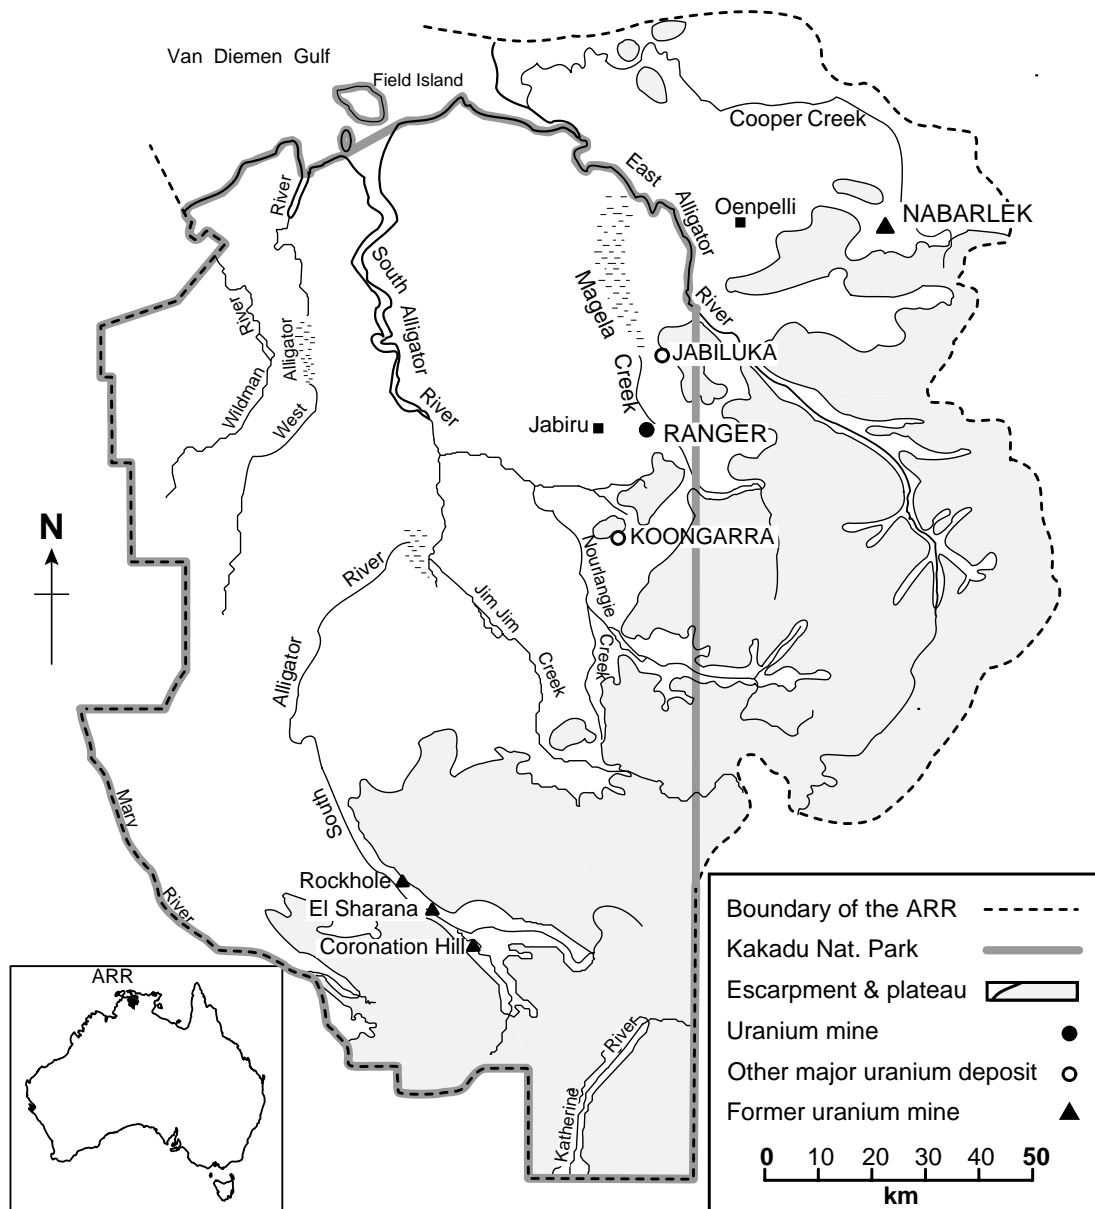 Van Diemen Gulf
Field Island
Cooper Creek
East Alligator River
Oenpelli
NABARLEK
River
South Alligator River
Magela Creek
River
Wildman
Alligator
West
JABILUKA
Jabiru
RANGER
KOONGARRA
N
River
Alligator
South
Nourlangie
Creek
Jim Jim
Creek
Mary
River
Rockhole
El Sharana
Coronation Hill
Katherine
River
ARR
Boundary of the ARR
Kakadu Nat. Park
Escarpment & plateau
Uranium mine
Other major uranium deposit
Former uranium mine
0 10 20 30 40 50
km